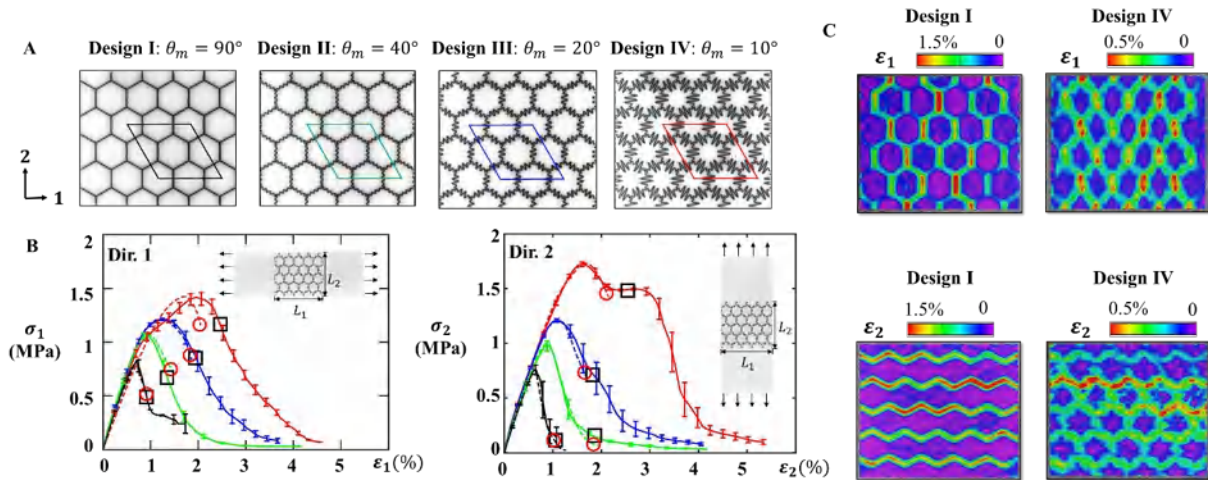 A
Design I: θₘ = 90°
Design II: θₘ = 40°
Design III: θₘ = 20°
Design IV: θₘ = 10°
2
1
B
Dir. 1
2
1.5
1
0.5
0
σ₁
(MPa)
L₂
L₁
0 1 2 3 4 5 6
ε₁(%)
Dir. 2
2
1.5
1
0.5
0
σ₂
(MPa)
L₂
L₁
0 1 2 3 4 5 6
ε₂(%)
C
Design I
1.5% 0
ε₁
Design IV
0.5% 0
ε₁
Design I
1.5% 0
ε₂
Design IV
0.5% 0
ε₂